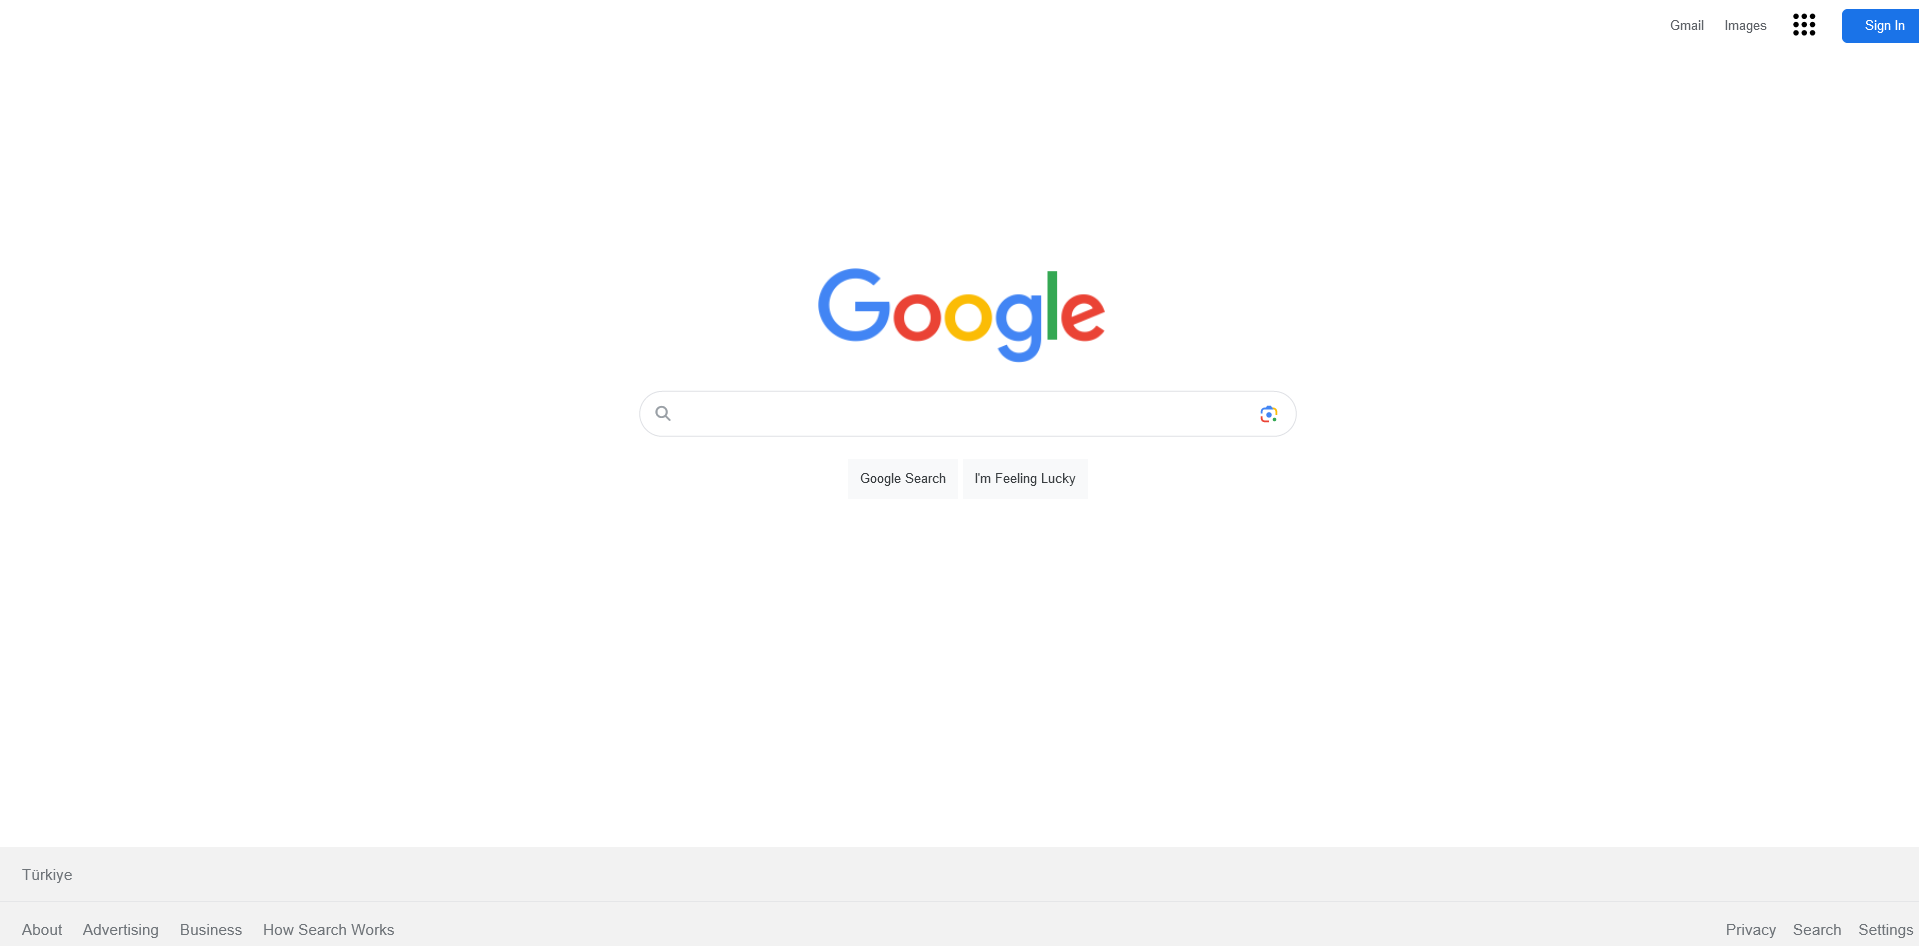 Gmail Images Sign In
Google
Google Search I'm Feeling Lucky
Türkiye
About Advertising Business How Search Works Privacy Search Settings